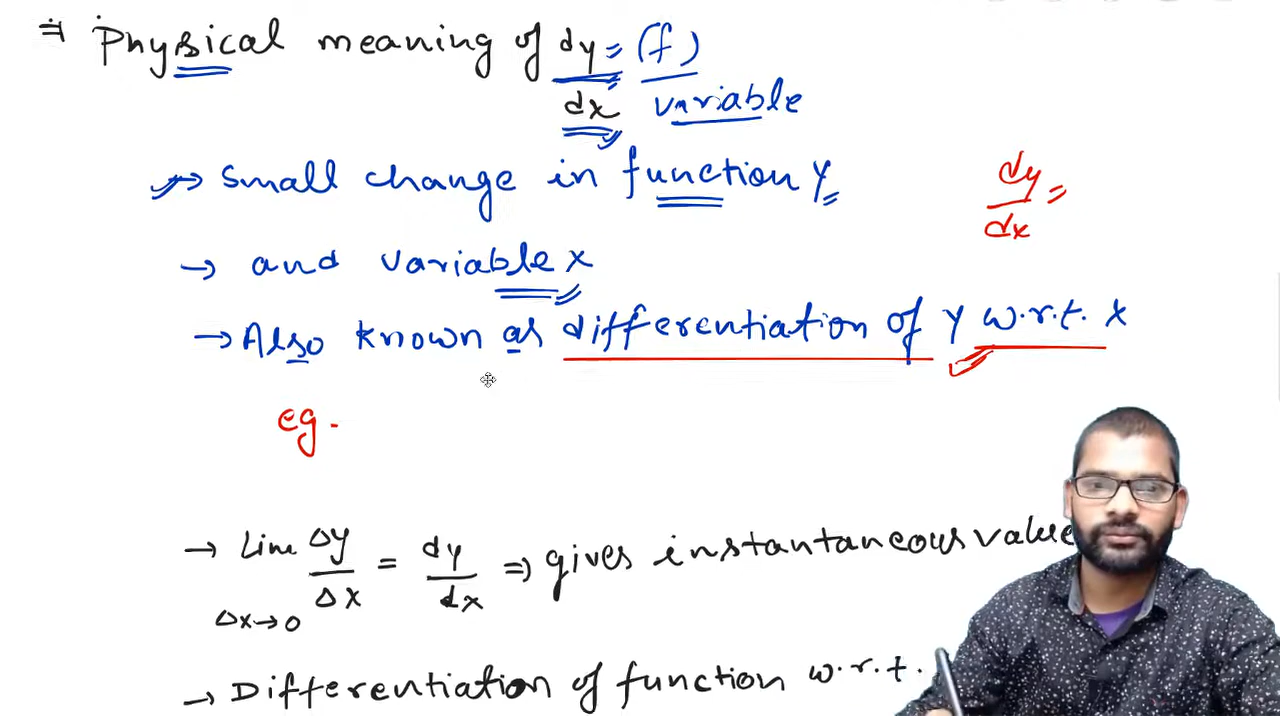 ⇒ Physical meaning of dy = (f)
dx variable
→ Small change in function y
dy =
dx
→ and variable x
→ Also known as differentiation of y w.r.t. x
eg.
→ Lim Δy = dy ⇒ gives instantaneous value
Δx→0 Δx dx
→ Differentiation of function w.r.t.